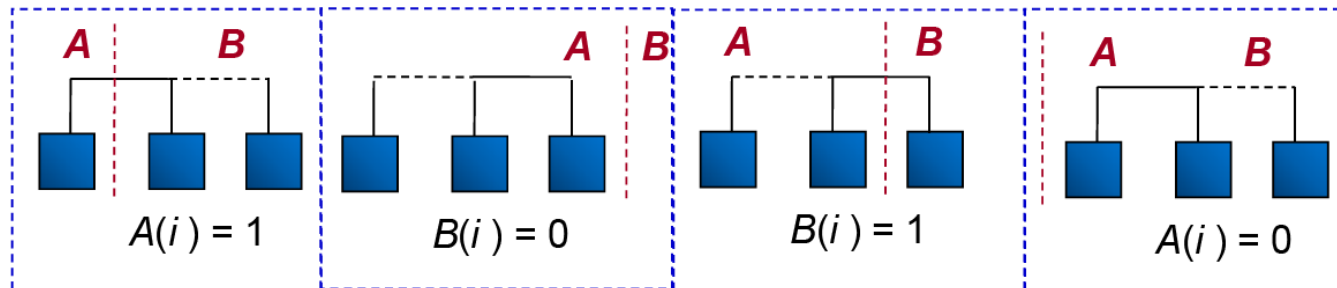 A B
A(i ) = 1
A B
B(i ) = 0
A B
B(i ) = 1
A B
A(i ) = 0